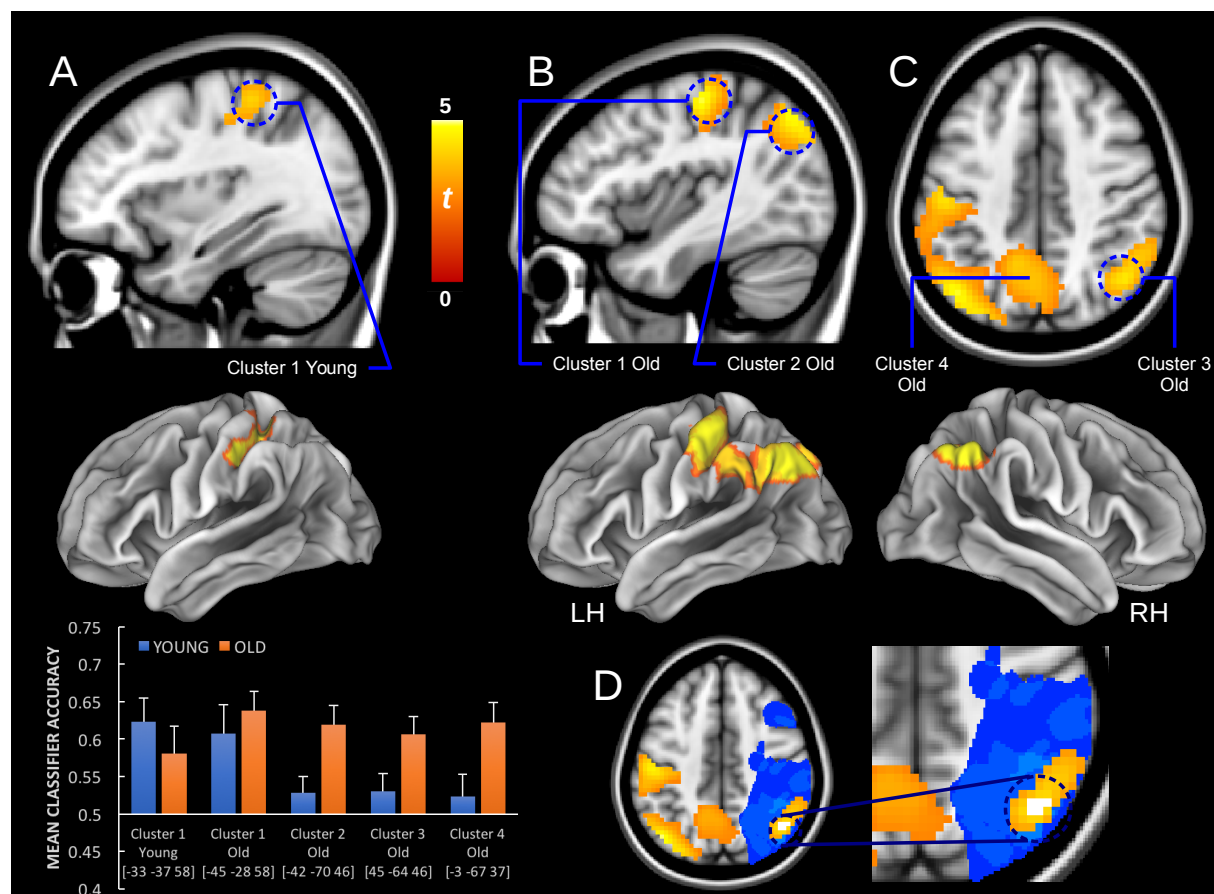 A
B
C
5
t
0
Cluster 1 Young
Cluster 1 Old
Cluster 2 Old
Cluster 4
Old
Cluster 3
Old
LH
RH
D
MEAN CLASSIFIER ACCURACY
0.75
0.7
0.65
0.6
0.55
0.5
0.45
0.4
YOUNG
OLD
Cluster 1
Young
[-33 -37 58]
Cluster 1
Old
[-45 -28 58]
Cluster 2
Old
[-42 -70 46]
Cluster 3
Old
[45 -64 46]
Cluster 4
Old
[-3 -67 37]